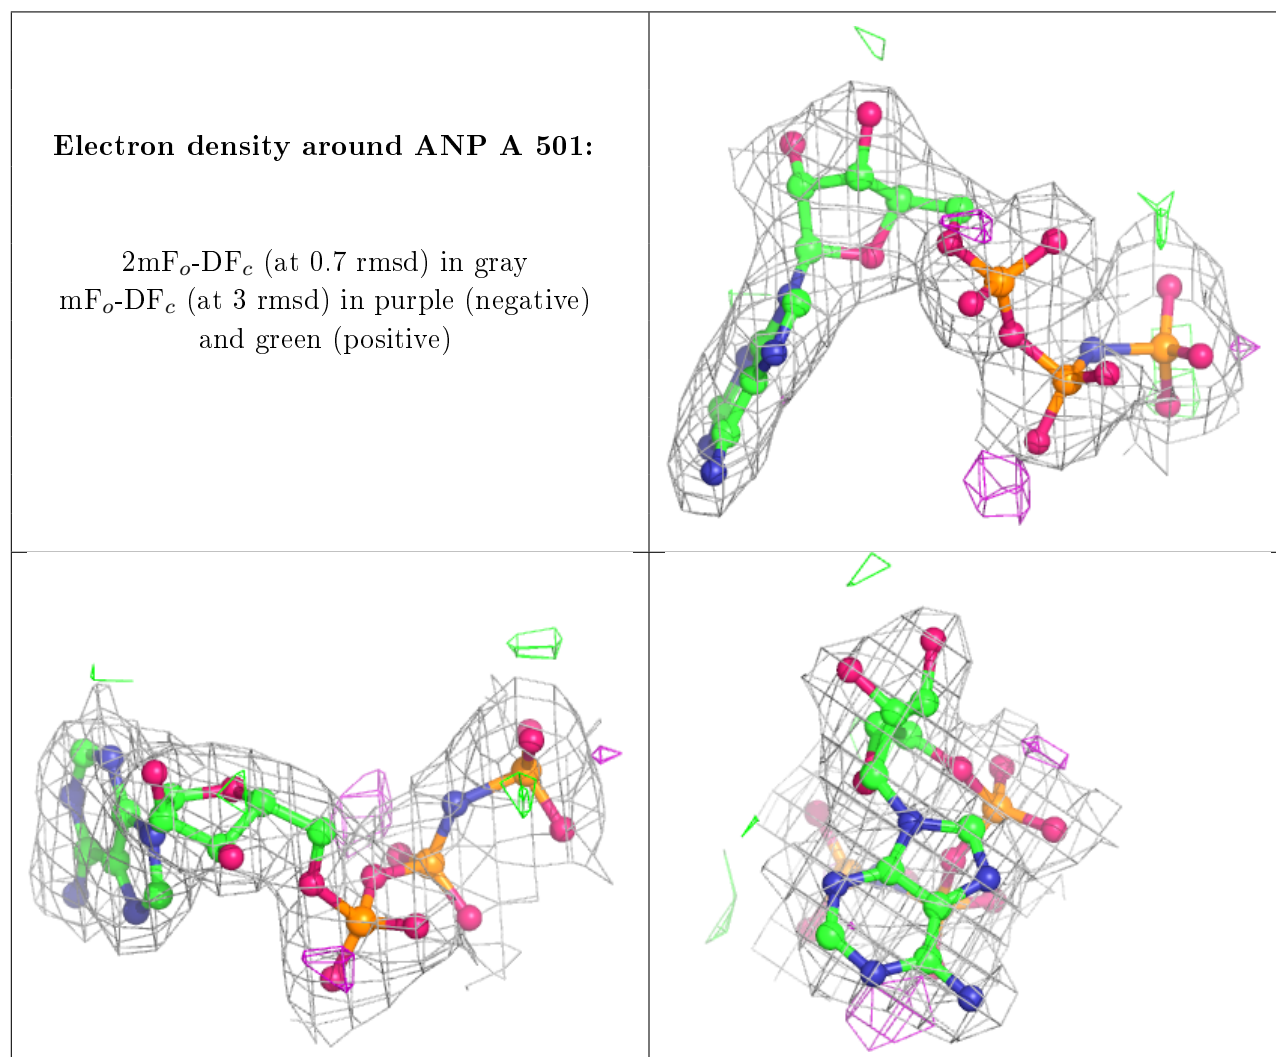 Electron density around ANP A 501:
2mFo-DFc (at 0.7 rmsd) in gray
mFo-DFc (at 3 rmsd) in purple (negative)
and green (positive)